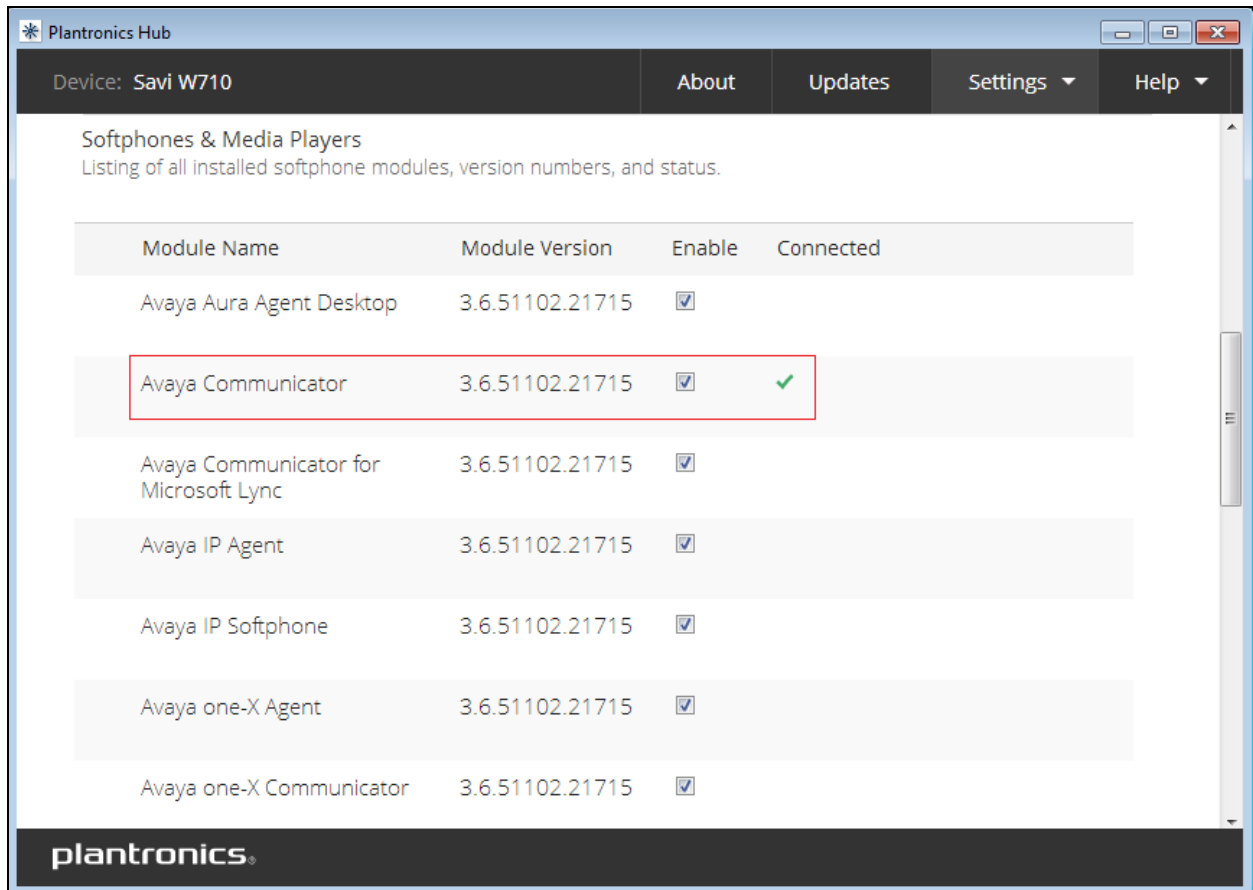 Plantronics Hub
Device: Savi W710 About Updates Settings Help
Softphones & Media Players
Listing of all installed softphone modules, version numbers, and status.
Module Name Module Version Enable Connected
Avaya Aura Agent Desktop 3.6.51102.21715
Avaya Communicator 3.6.51102.21715
Avaya Communicator for 3.6.51102.21715
Microsoft Lync
Avaya IP Agent 3.6.51102.21715
Avaya IP Softphone 3.6.51102.21715
Avaya one-X Agent 3.6.51102.21715
Avaya one-X Communicator 3.6.51102.21715
plantronics®